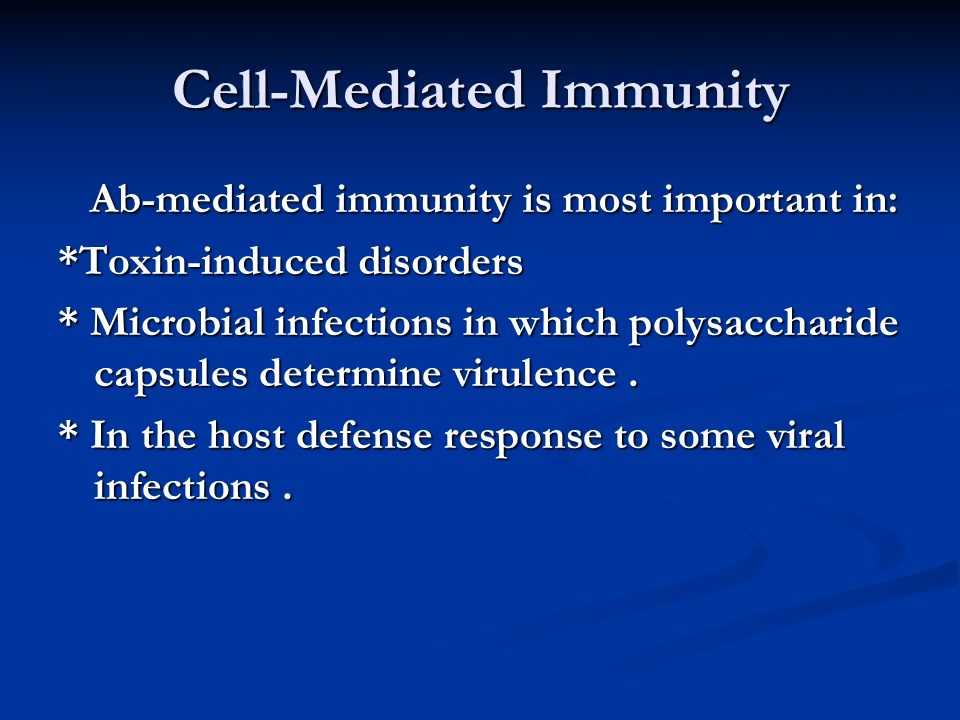 Cell-Mediated Immunity
Ab-mediated immunity is most important in:
*Toxin-induced disorders
* Microbial infections in which polysaccharide
capsules determine virulence .
* In the host defense response to some viral
infections .